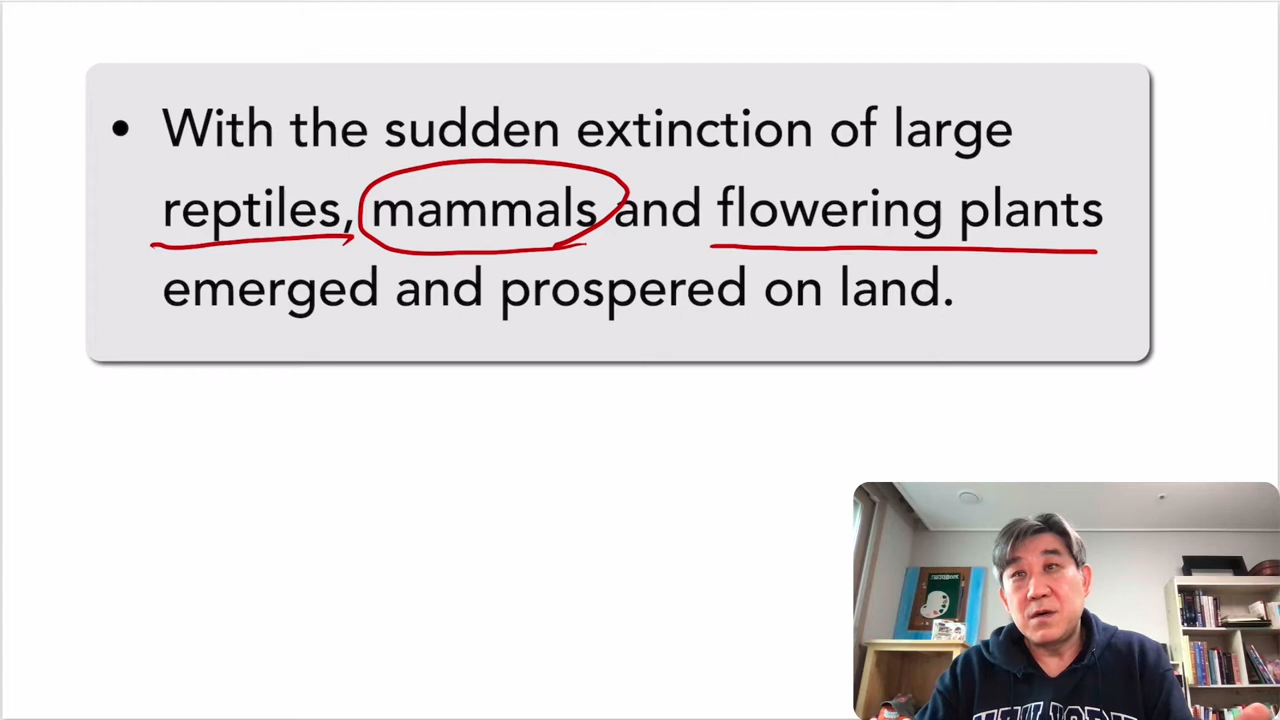 • With the sudden extinction of large
reptiles, mammals and flowering plants
emerged and prospered on land.